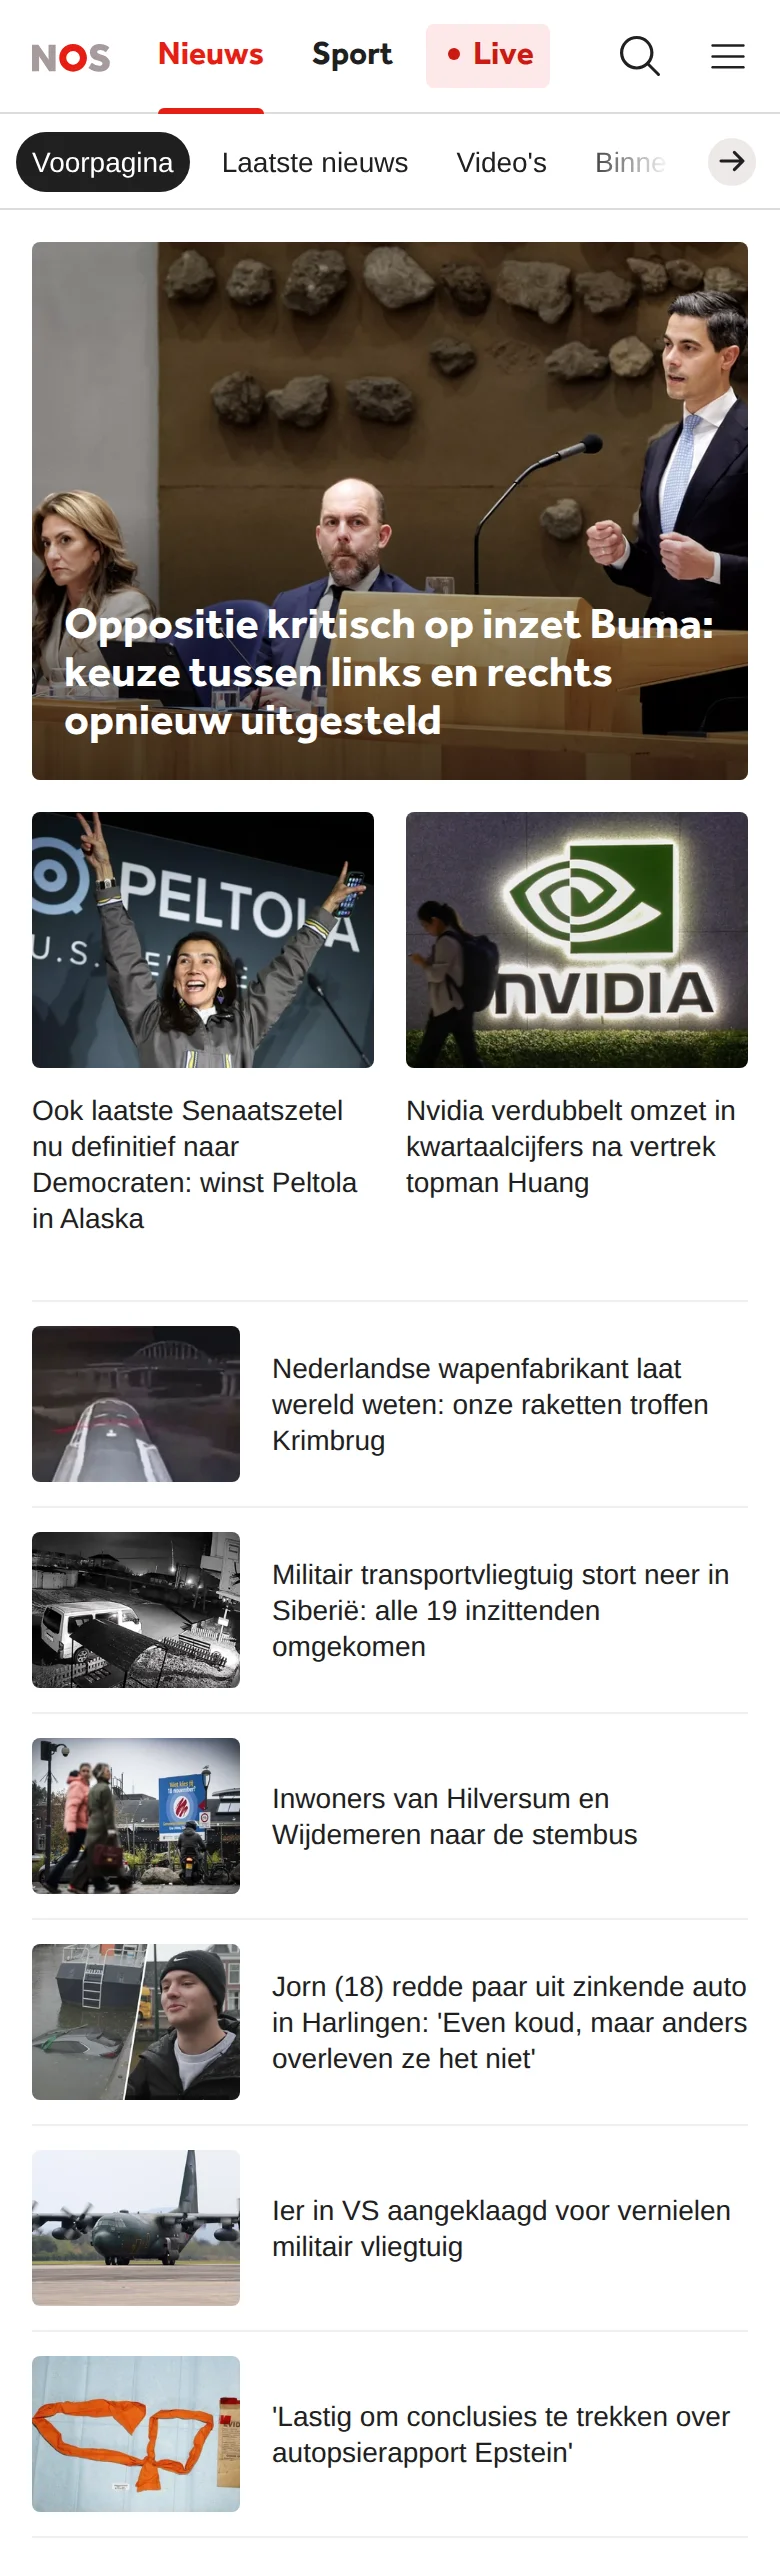 NOS Nieuws Sport Live
Voorpagina Laatste nieuws Video's Binne
Oppositie kritisch op inzet Buma:
keuze tussen links en rechts
opnieuw uitgesteld
PELTOLA
U.S.
NVIDIA
Ook laatste Senaatszetel
nu definitief naar
Democraten: winst Peltola
in Alaska
Nvidia verdubbelt omzet in
kwartaalcijfers na vertrek
topman Huang
Nederlandse wapenfabrikant laat
wereld weten: onze raketten troffen
Krimbrug
Militair transportvliegtuig stort neer in
Siberië: alle 19 inzittenden
omgekomen
Inwoners van Hilversum en
Wijdemeren naar de stembus
Jorn (18) redde paar uit zinkende auto
in Harlingen: 'Even koud, maar anders
overleven ze het niet'
Ier in VS aangeklaagd voor vernielen
militair vliegtuig
'Lastig om conclusies te trekken over
autopsierapport Epstein'